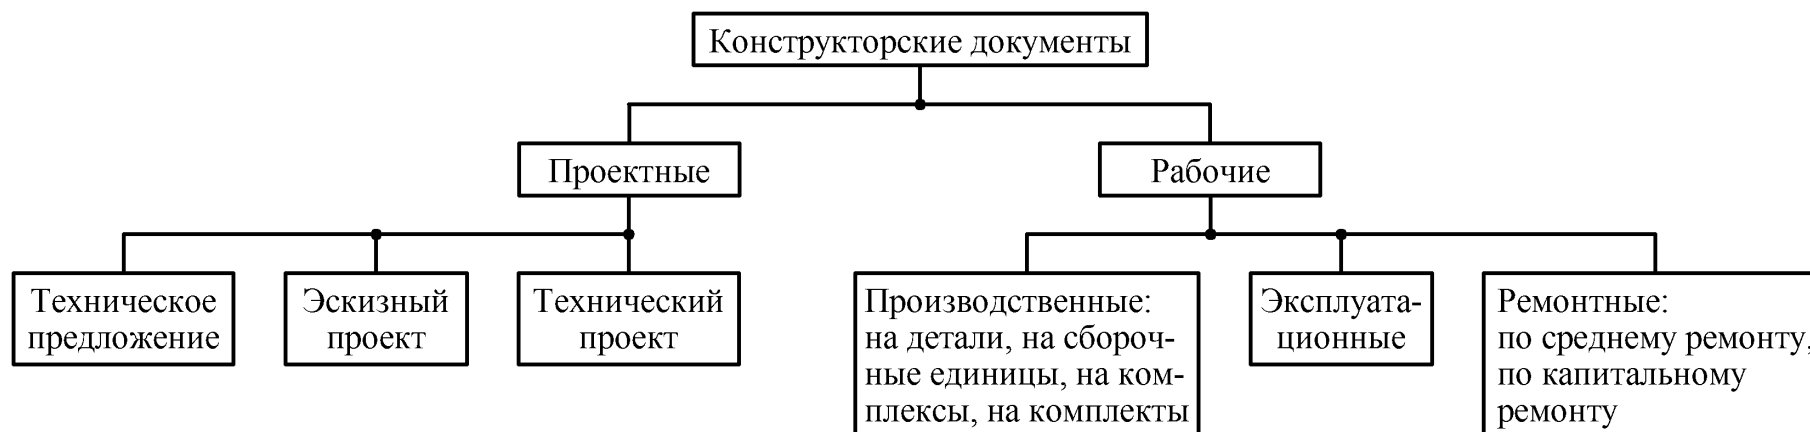 Конструкторские документы
Проектные
Рабочие
Техническое
предложение
Эскизный
проект
Технический
проект
Производственные:
на детали, на сбороч-
ные единицы, на ком-
плексы, на комплекты
Эксплуата-
ционные
Ремонтные:
по среднему ремонту,
по капитальному
ремонту